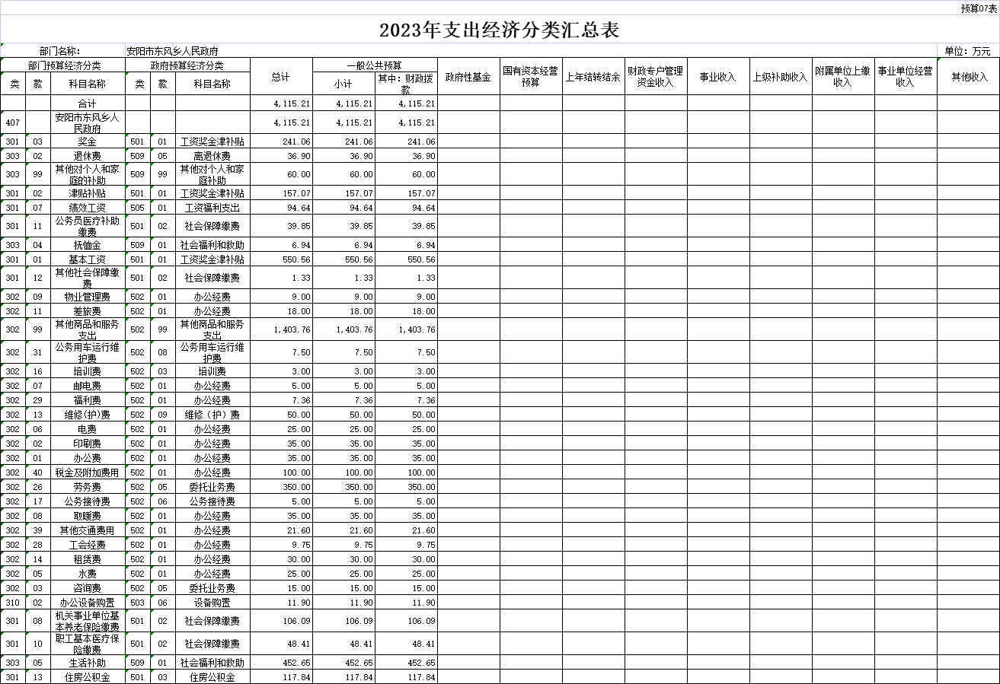 预算07表
2023年支出经济分类汇总表
部门名称： 安阳市东风乡人民政府 单位：万元
部门预算经济分类 政府预算经济分类 总计 一般公共预算 政府性基金 国有资本经营预算 上年结转结余 财政专户管理资金收入 事业收入 上级补助收入 附属单位上缴收入 事业单位经营收入 其他收入
类 款 科目名称 类 款 科目名称 小计 其中：财政拨款
合计 4,115.21 4,115.21 4,115.21
407 安阳市东风乡人民政府 4,115.21 4,115.21 4,115.21
301 03 奖金 501 01 工资奖金津补贴 241.06 241.06 241.06
303 02 退休费 509 05 离退休费 36.90 36.90 36.90
303 99 其他对个人和家庭的补助 509 99 其他对个人和家庭补助 60.00 60.00 60.00
301 02 津贴补贴 501 01 工资奖金津补贴 157.07 157.07 157.07
301 07 绩效工资 505 01 工资福利支出 94.64 94.64 94.64
301 11 公务员医疗补助缴费 501 02 社会保障缴费 39.85 39.85 39.85
303 04 抚恤金 509 01 社会福利和救助 6.94 6.94 6.94
301 01 基本工资 501 01 工资奖金津补贴 550.56 550.56 550.56
301 12 其他社会保障缴费 501 02 社会保障缴费 1.33 1.33 1.33
302 09 物业管理费 502 01 办公经费 9.00 9.00 9.00
302 11 差旅费 502 01 办公经费 18.00 18.00 18.00
302 99 其他商品和服务支出 502 99 其他商品和服务支出 1,403.76 1,403.76 1,403.76
302 31 公务用车运行维护费 502 08 公务用车运行维护费 7.50 7.50 7.50
302 16 培训费 502 03 培训费 3.00 3.00 3.00
302 07 邮电费 502 01 办公经费 5.00 5.00 5.00
302 29 福利费 502 01 办公经费 7.36 7.36 7.36
302 13 维修(护)费 502 09 维修（护）费 50.00 50.00 50.00
302 06 电费 502 01 办公经费 25.00 25.00 25.00
302 02 印刷费 502 01 办公经费 35.00 35.00 35.00
302 01 办公费 502 01 办公经费 35.00 35.00 35.00
302 40 税金及附加费用 502 01 办公经费 100.00 100.00 100.00
302 26 劳务费 502 05 委托业务费 350.00 350.00 350.00
302 17 公务接待费 502 06 公务接待费 5.00 5.00 5.00
302 08 取暖费 502 01 办公经费 35.00 35.00 35.00
302 39 其他交通费用 502 01 办公经费 21.60 21.60 21.60
302 28 工会经费 502 01 办公经费 9.75 9.75 9.75
302 14 租赁费 502 01 办公经费 30.00 30.00 30.00
302 05 水费 502 01 办公经费 25.00 25.00 25.00
302 03 咨询费 502 05 委托业务费 15.00 15.00 15.00
310 02 办公设备购置 503 06 设备购置 11.90 11.90 11.90
301 08 机关事业单位基本养老保险缴费 501 02 社会保障缴费 106.09 106.09 106.09
301 10 职工基本医疗保险缴费 501 02 社会保障缴费 48.41 48.41 48.41
303 05 生活补助 509 01 社会福利和救助 452.65 452.65 452.65
301 13 住房公积金 501 03 住房公积金 117.84 117.84 117.84